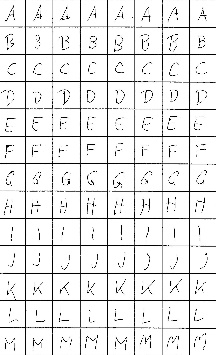 A A A A A A A A
B B B B B B B B
C C C C C C C C
D D D D D D D D
E E E E E E E E
F F F F F F F F
G G G G G G G G
H H H H H H H H
I I I I I I I I
J J J J J J J J
K K K K K K K K
L L L L L L L L
M M M M M M M M